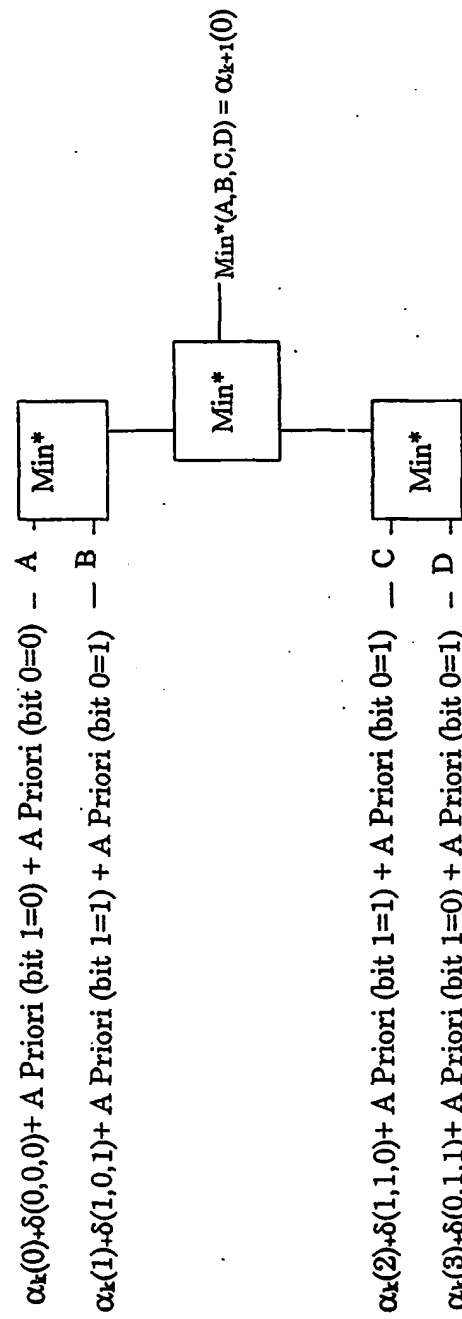 αk(0)+δ(0,0,0)+ A Priori (bit 1=0) + A Priori (bit 0=0) – A
αk(1)+δ(1,0,1)+ A Priori (bit 1=1) + A Priori (bit 0=1) — B
αk(2)+δ(1,1,0)+ A Priori (bit 1=1) + A Priori (bit 0=1) — C
αk(3)+δ(0,1,1)+ A Priori (bit 1=0) + A Priori (bit 0=1) – D
Min*
Min*
Min*
Min*(A,B,C,D) = αk+1(0)